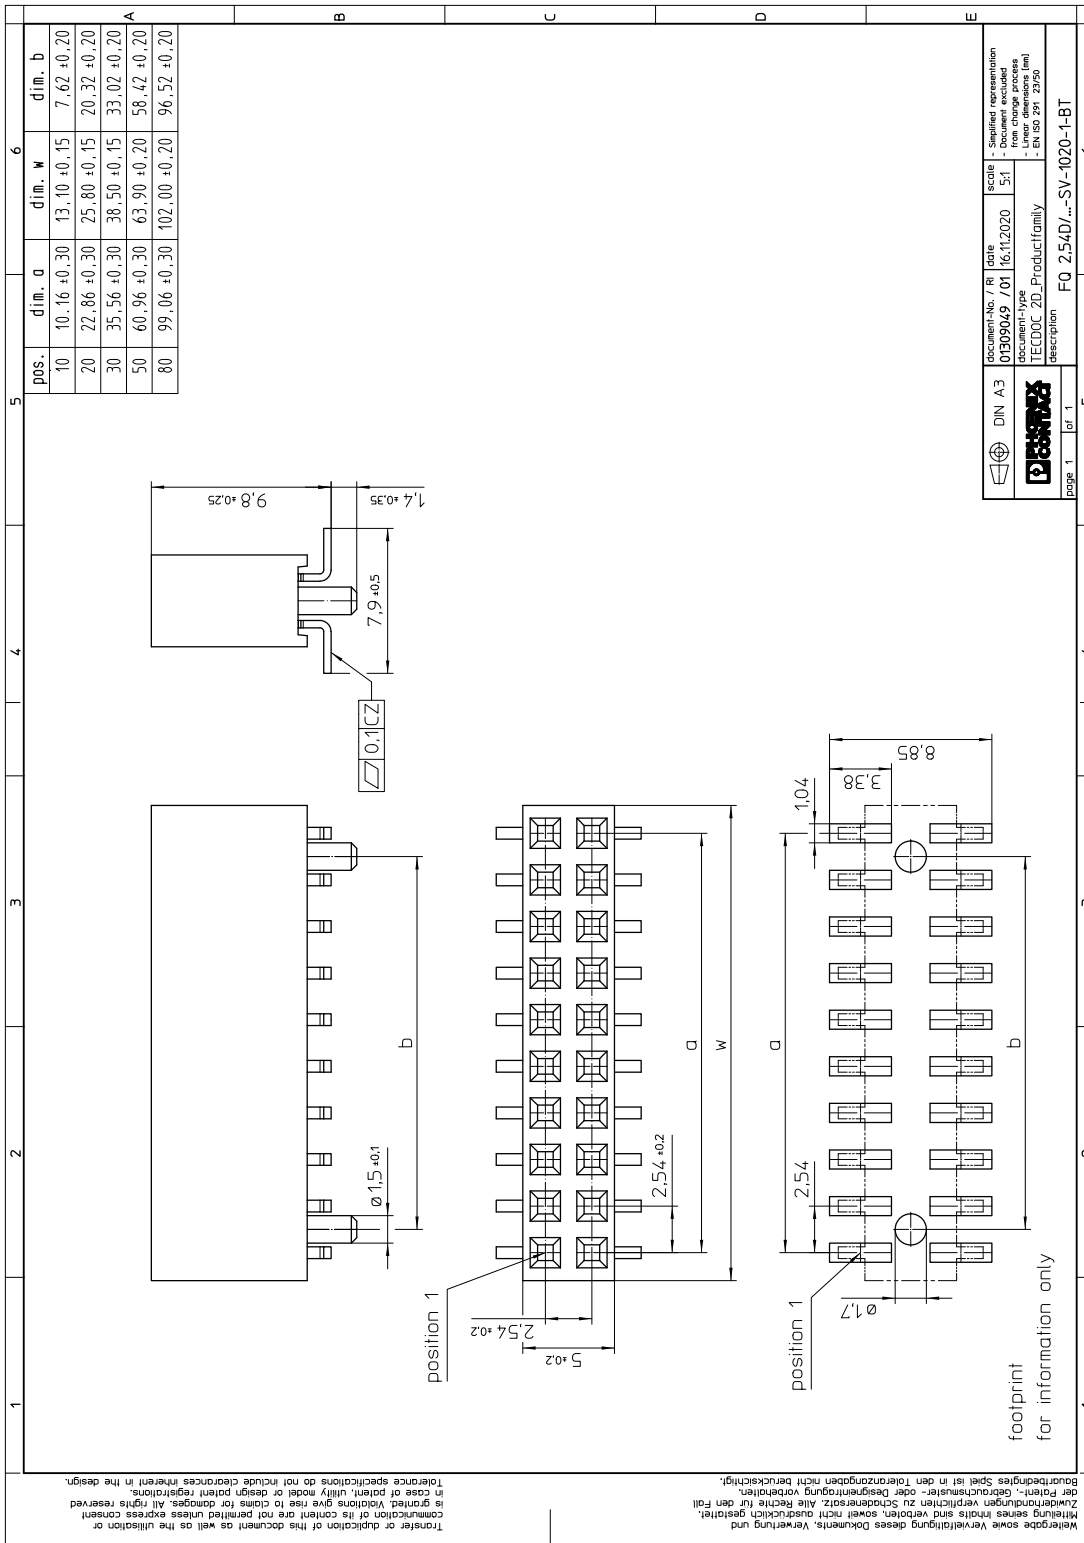 pos. dim. a dim. w dim. b
10 10.16 ±0,30 13,10 ±0,15 7,62 ±0,20
20 22,86 ±0,30 25,80 ±0,15 20,32 ±0,20
30 35,56 ±0,30 38,50 ±0,15 33,02 ±0,20
50 60,96 ±0,30 63,90 ±0,20 58,42 ±0,20
80 99,06 ±0,30 102,00 ±0,20 96,52 ±0,20
A
B
C
D
E
1
2
3
4
5
6
9,8 ±0,25
1,4 ±0,35
7,9 ±0,5
0,1 CZ
b
Ø1,5 ±0,1
position 1
2,54 ±0,2
5 ±0,2
2,54 ±0,2
a
w
8,85
3,38
1,04
a
2,54
b
position 1
Ø1,7
footprint
for information only
DIN A3
PHOENIX
CONTACT
page 1 of 1
document-No. / RI
01309049 / 01
date
16.11.2020
scale
5:1
- Simplified representation
- Document excluded
from change process
- Linear dimensions [mm]
- EN ISO 291 23/50
document-type
TECDOC 2D_Productfamily
description
FQ 2,54D/...-SV-1020-1-BT
Transfer or duplication of this document as well as the utilisation or
communication of its content are not permitted unless express consent
is granted. Violations give rise to claims for damages. All rights reserved
in case of patent, utility model or design patent registrations.
Tolerance specifications do not include clearances inherent in the design.
Weitergabe sowie Vervielfältigung dieses Dokuments, Verwertung und
Mitteilung seines Inhalts sind verboten, soweit nicht ausdrücklich gestattet.
Zuwiderhandlungen verpflichten zu Schadenersatz. Alle Rechte für den Fall
der Patent-, Gebrauchsmuster- oder Designeintragung vorbehalten.
Bauartbedingtes Spiel ist in den Toleranzangaben nicht berücksichtigt.